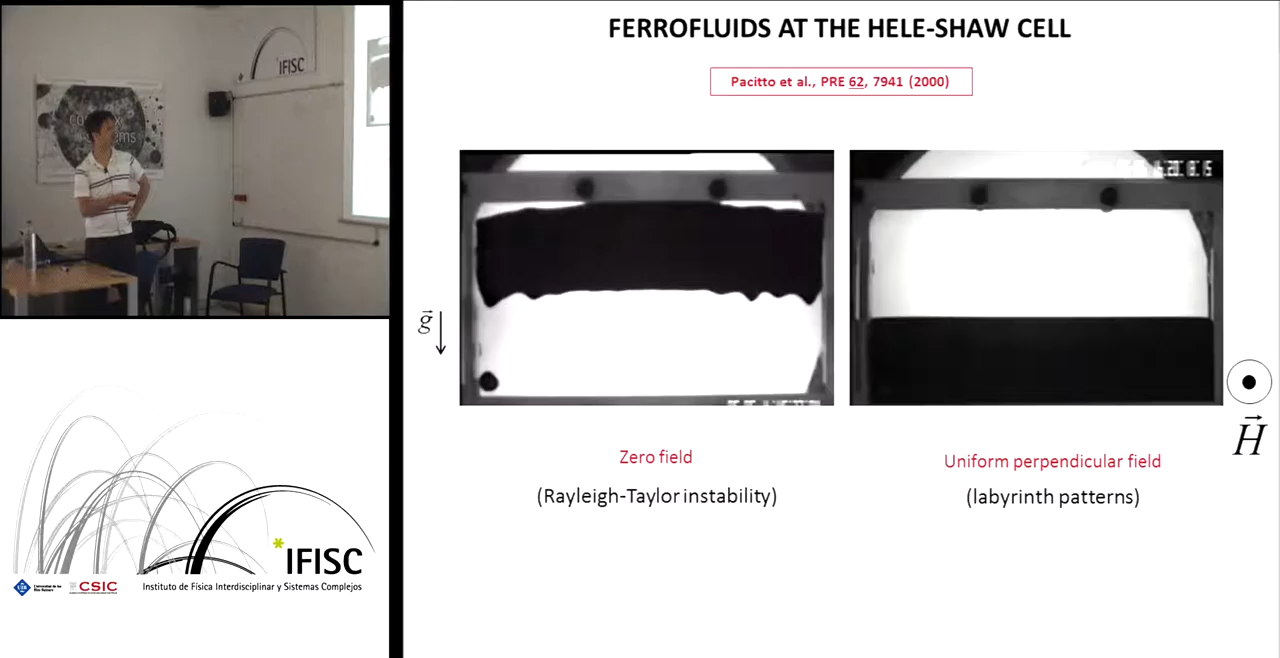 FERROFLUIDS AT THE HELE-SHAW CELL
Pacitto et al., PRE 62, 7941 (2000)
g
H
Zero field
(Rayleigh-Taylor instability)
Uniform perpendicular field
(labyrinth patterns)
IFISC
IFISC
CSIC
Instituto de Física Interdisciplinar y Sistemas Complejos